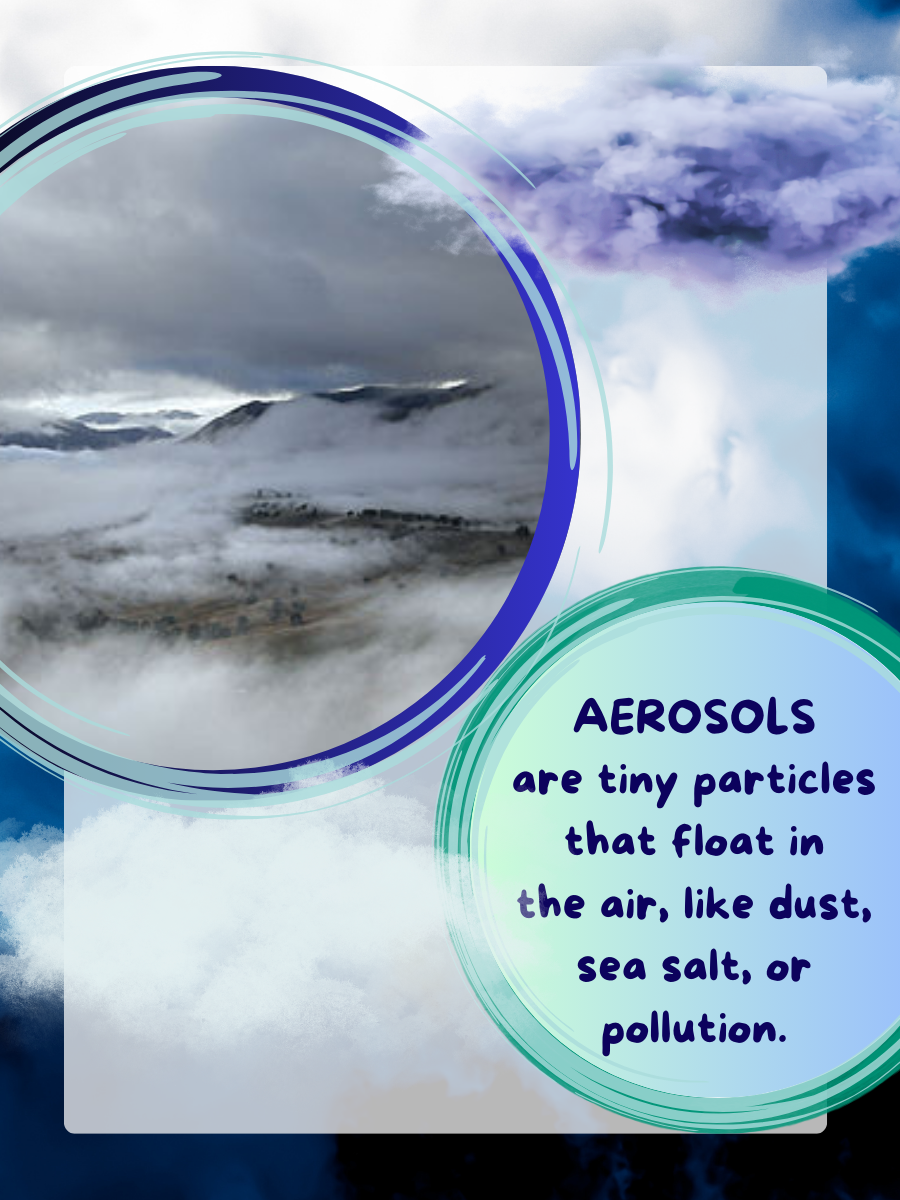 AEROSOLS
are tiny particles
that float in
the air, like dust,
sea salt, or
pollution.